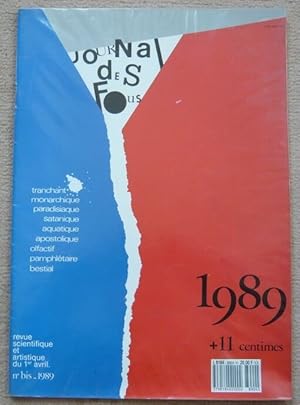 JOURNal
dES
Fous
tranchant
monarchique
paradisiaque
satanique
aquatique
apostolique
olfactif
pamphlétaire
bestial
1989
+11 centimes
revue
scientifique
et
artistique
du 1er avril.
n° bis - 1989